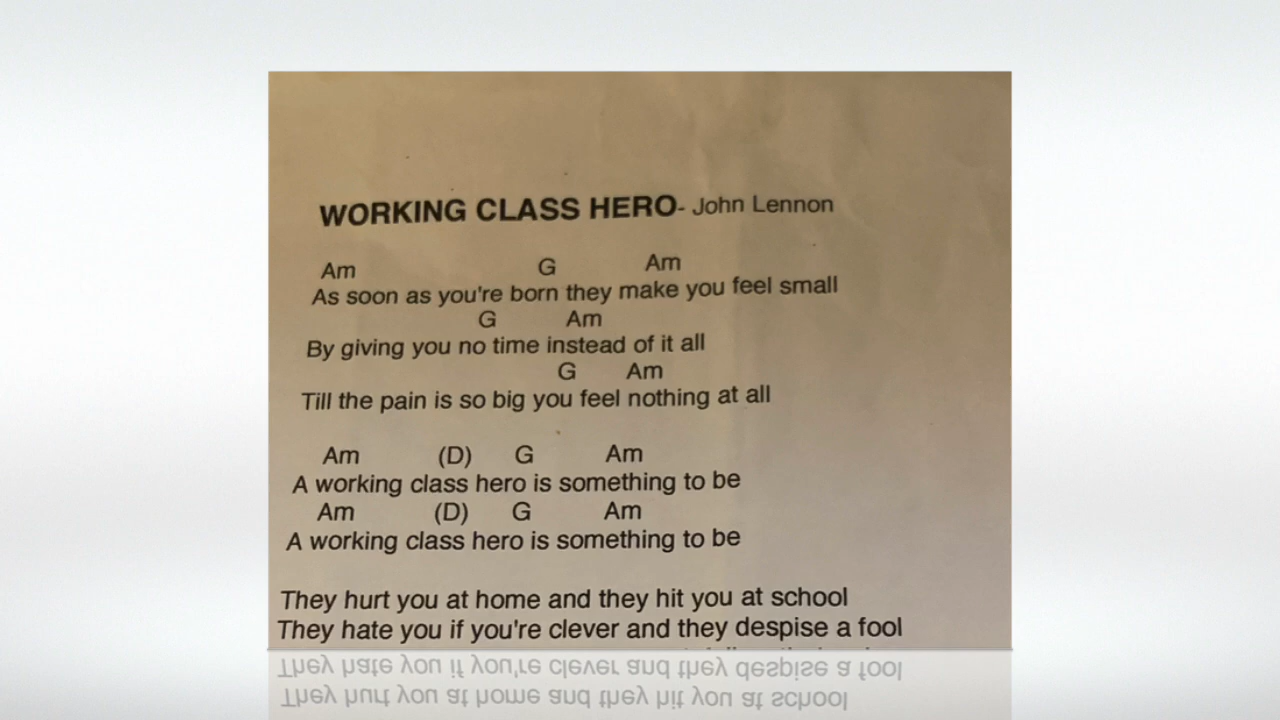 WORKING CLASS HERO- John Lennon
Am G Am
As soon as you're born they make you feel small
G Am
By giving you no time instead of it all
G Am
Till the pain is so big you feel nothing at all
Am (D) G Am
A working class hero is something to be
Am (D) G Am
A working class hero is something to be
They hurt you at home and they hit you at school
They hate you if you're clever and they despise a fool